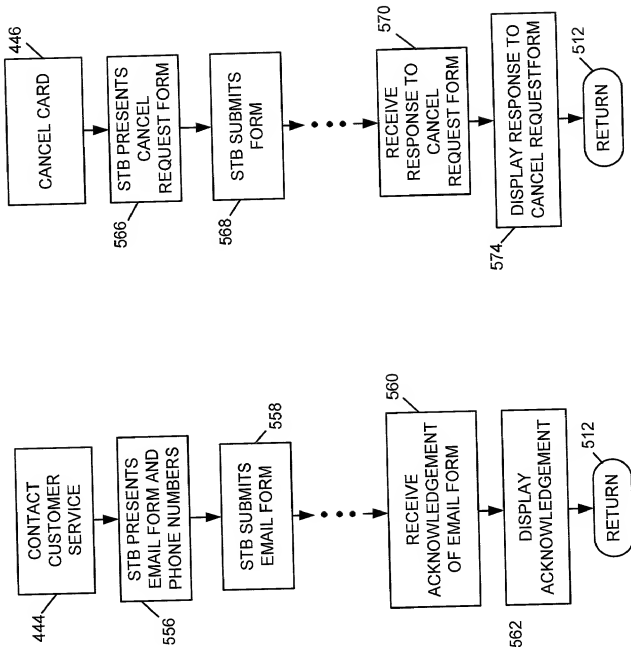 446
CANCEL CARD
STB PRESENTS
CANCEL
REQUEST FORM
566
STB SUBMITS
FORM
568
570
RECEIVE
RESPONSE TO
CANCEL
REQUEST FORM
DISPLAY RESPONSE TO
CANCEL REQUESTFORM
574
512
RETURN
CONTACT
CUSTOMER
SERVICE
444
STB PRESENTS
EMAIL FORM AND
PHONE NUMBERS
556
558
STB SUBMITS
EMAIL FORM
560
RECEIVE
ACKNOWLEDGEMENT
OF EMAIL FORM
DISPLAY
ACKNOWLEDGEMENT
562
512
RETURN